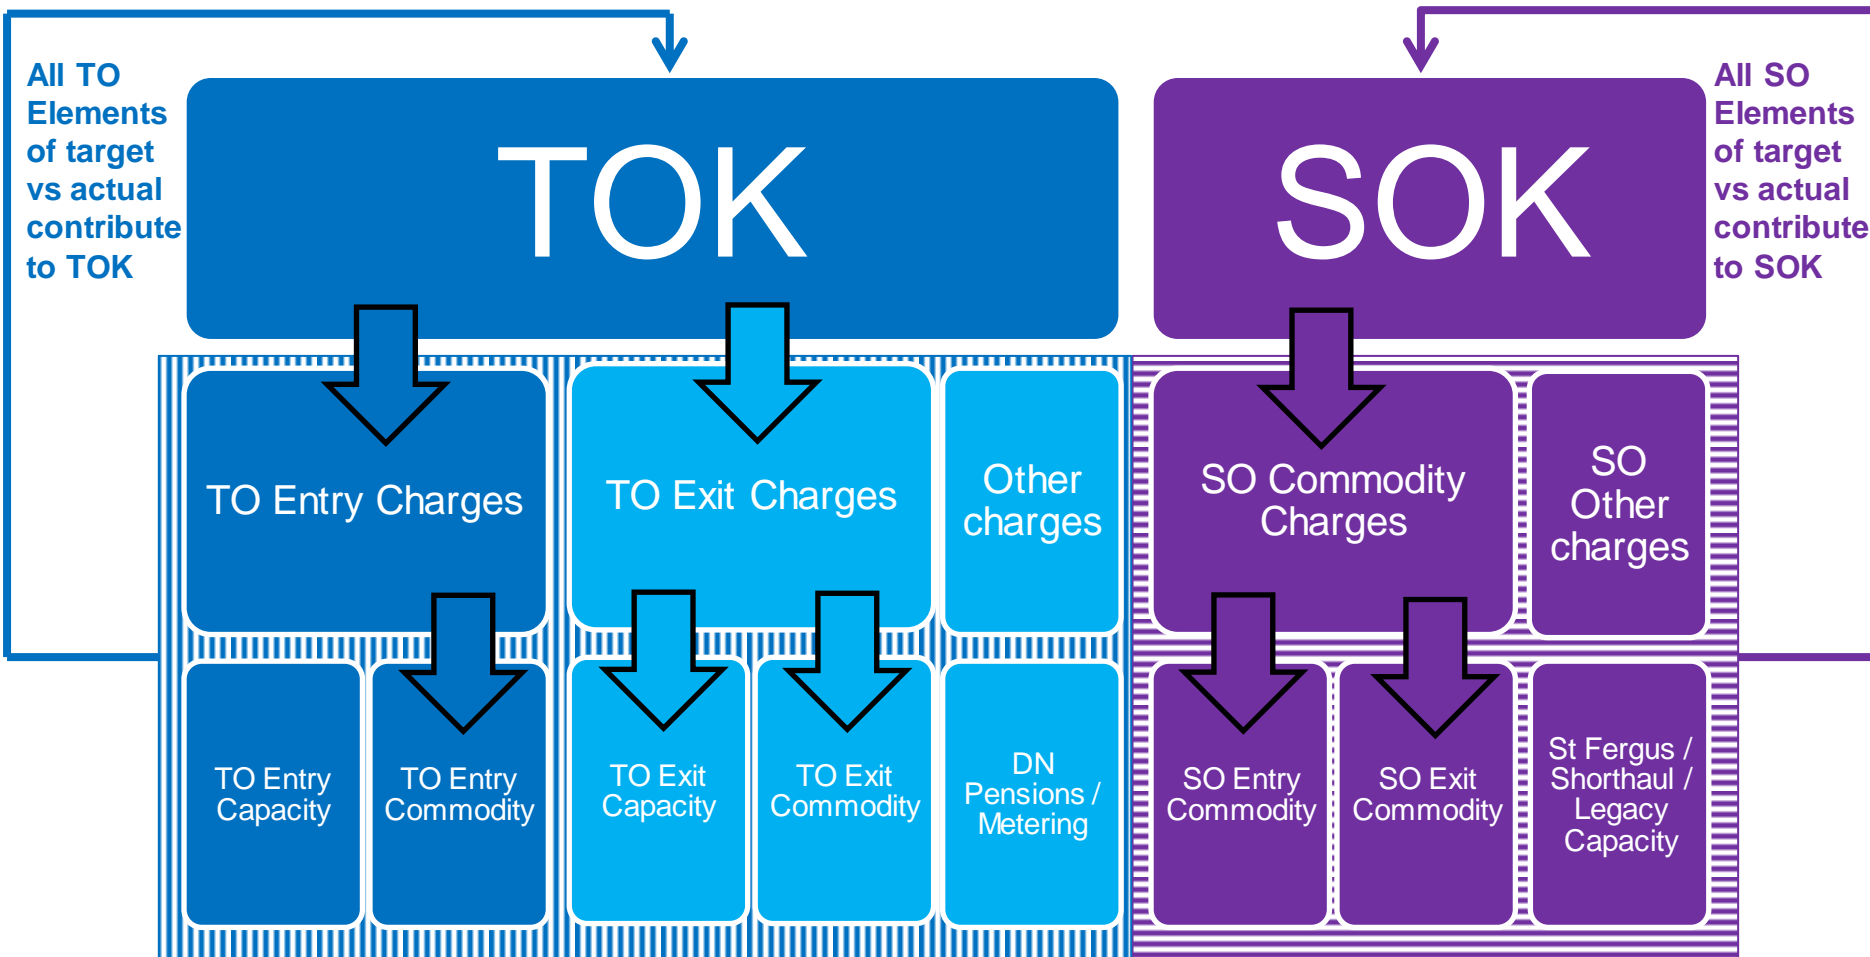 All TO
Elements
of target
vs actual
contribute
to TOK
TOK
SOK
All SO
Elements
of target
vs actual
contribute
to SOK
TO Entry Charges
TO Exit Charges
Other
charges
SO Commodity
Charges
SO
Other
charges
TO Entry
Capacity
TO Entry
Commodity
TO Exit
Capacity
TO Exit
Commodity
DN
Pensions /
Metering
SO Entry
Commodity
SO Exit
Commodity
St Fergus /
Shorthaul /
Legacy
Capacity